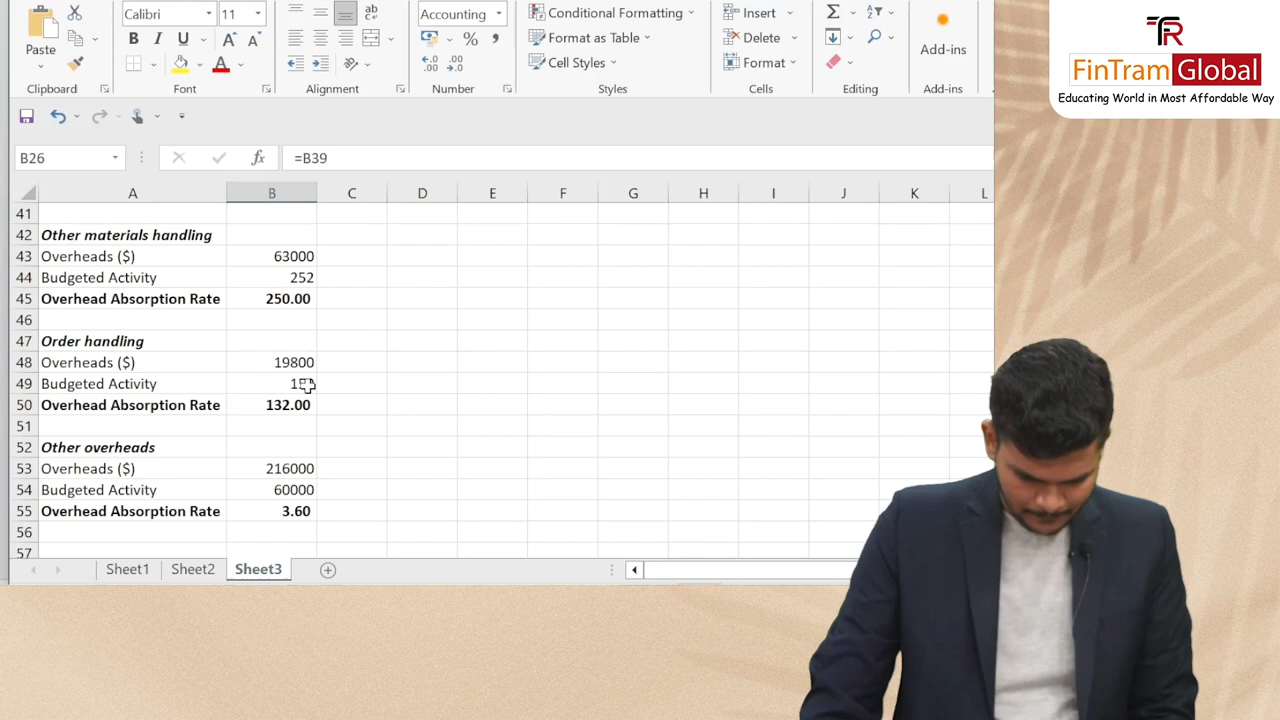 Calibri
11
Accounting
Conditional Formatting
Insert
Format as Table
Delete
Cell Styles
Format
Paste
Add-ins
Clipboard
Font
Alignment
Number
Styles
Cells
Editing
Add-ins
FinTram Global
Educating World in Most Affordable Way
B26
fx
=B39
A B C D E F G H I J K L
41
42 Other materials handling
43 Overheads ($) 63000
44 Budgeted Activity 252
45 Overhead Absorption Rate 250.00
46
47 Order handling
48 Overheads ($) 19800
49 Budgeted Activity
50 Overhead Absorption Rate 132.00
51
52 Other overheads
53 Overheads ($) 216000
54 Budgeted Activity 60000
55 Overhead Absorption Rate 3.60
56
57
Sheet1 Sheet2 Sheet3